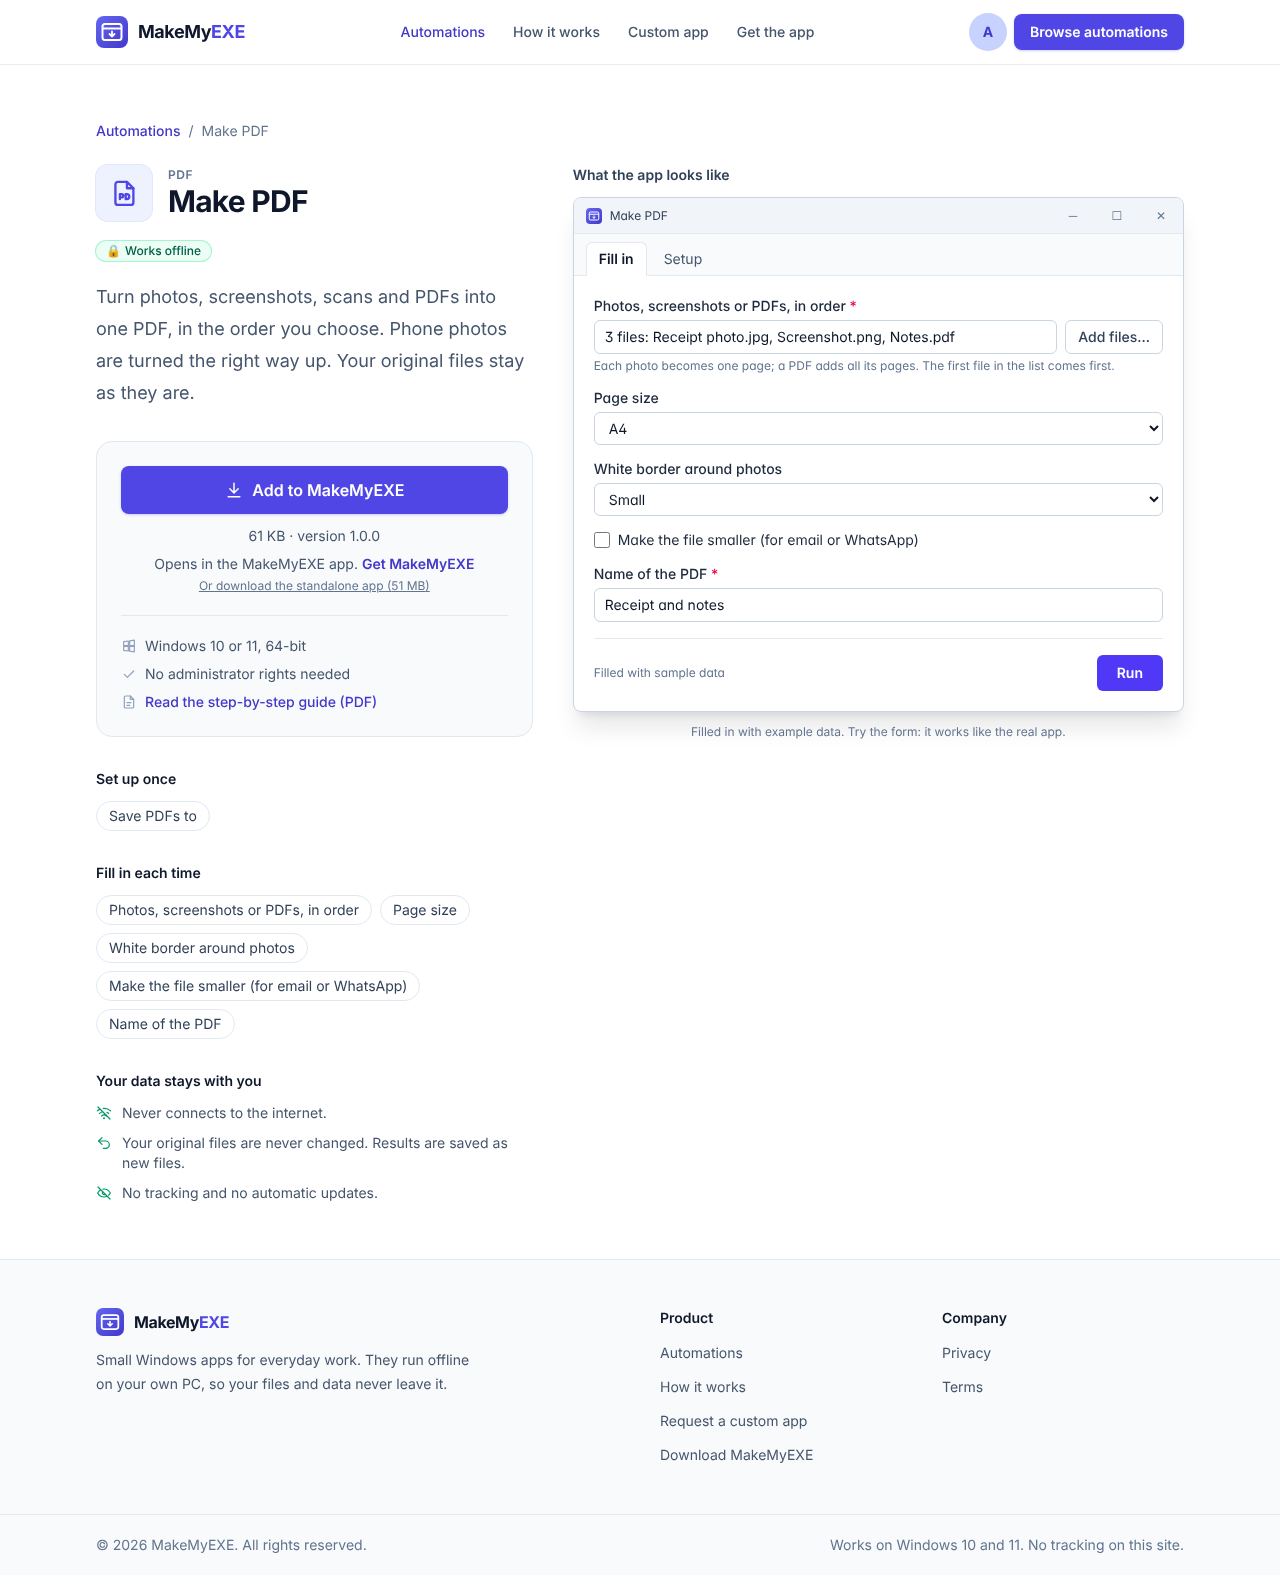 MakeMyEXE
Automations
How it works
Custom app
Get the app
A
Browse automations
Automations / Make PDF
PDF
Make PDF
🔒 Works offline
Turn photos, screenshots, scans and PDFs into
one PDF, in the order you choose. Phone photos
are turned the right way up. Your original files stay
as they are.
Add to MakeMyEXE
61 KB · version 1.0.0
Opens in the MakeMyEXE app. Get MakeMyEXE
Or download the standalone app (51 MB)
Windows 10 or 11, 64-bit
No administrator rights needed
Read the step-by-step guide (PDF)
Set up once
Save PDFs to
Fill in each time
Photos, screenshots or PDFs, in order
Page size
White border around photos
Make the file smaller (for email or WhatsApp)
Name of the PDF
Your data stays with you
Never connects to the internet.
Your original files are never changed. Results are saved as
new files.
No tracking and no automatic updates.
What the app looks like
Make PDF
Fill in
Setup
Photos, screenshots or PDFs, in order *
3 files: Receipt photo.jpg, Screenshot.png, Notes.pdf
Add files...
Each photo becomes one page; a PDF adds all its pages. The first file in the list comes first.
Page size
A4
White border around photos
Small
Make the file smaller (for email or WhatsApp)
Name of the PDF *
Receipt and notes
Filled with sample data
Run
Filled in with example data. Try the form: it works like the real app.
MakeMyEXE
Small Windows apps for everyday work. They run offline
on your own PC, so your files and data never leave it.
Product
Automations
How it works
Request a custom app
Download MakeMyEXE
Company
Privacy
Terms
© 2026 MakeMyEXE. All rights reserved.
Works on Windows 10 and 11. No tracking on this site.